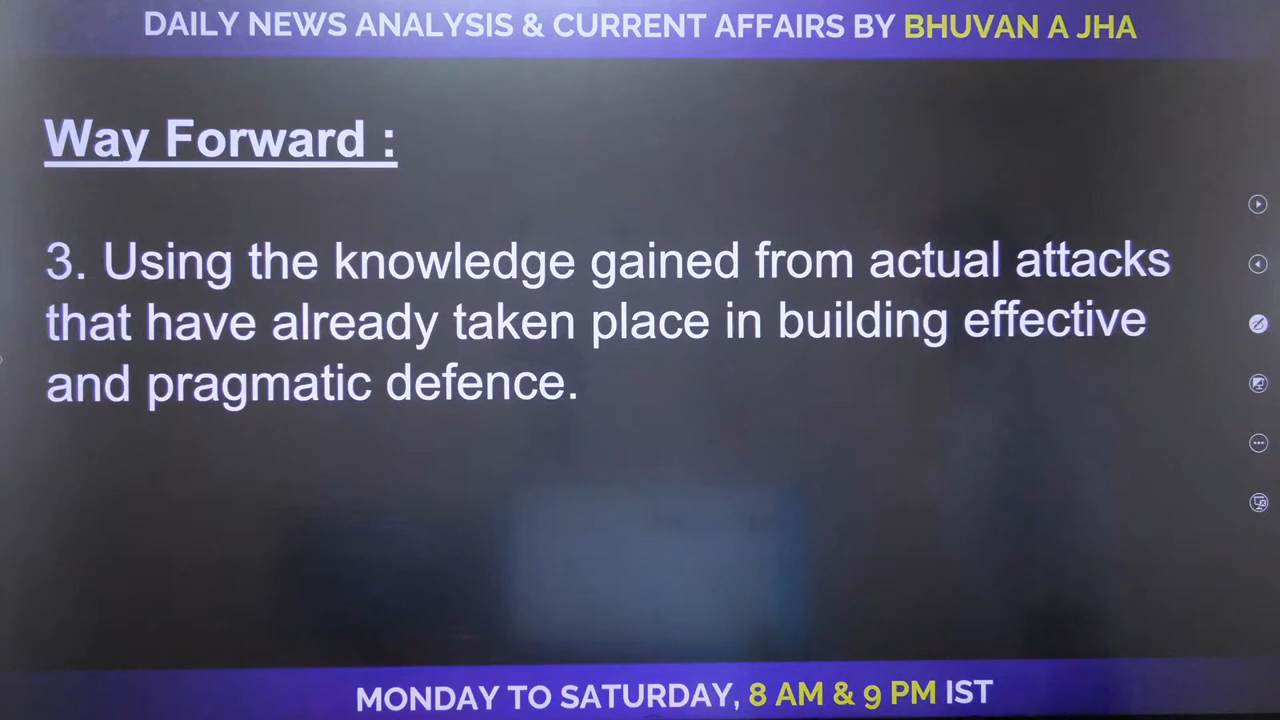 DAILY NEWS ANALYSIS & CURRENT AFFAIRS BY BHUVAN A JHA
Way Forward :
3. Using the knowledge gained from actual attacks
that have already taken place in building effective
and pragmatic defence.
MONDAY TO SATURDAY, 8 AM & 9 PM IST